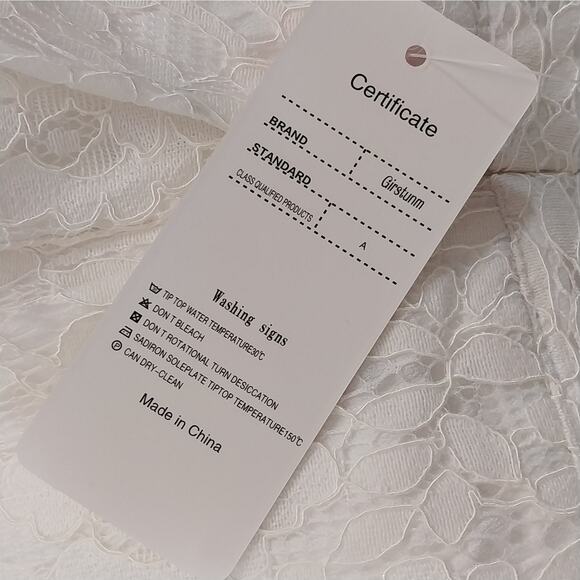 Certificate
BRAND Girstunm
STANDARD
CLASS QUALIFIED PRODUCTS A
Washing signs
TIP TOP WATER TEMPERATURE30℃
DON T BLEACH
DON T ROTATIONAL TURN DESICCATION
SADIRON SOLEPLATE TIPTOP TEMPERATURE150℃
CAN DRY-CLEAN
Made in China